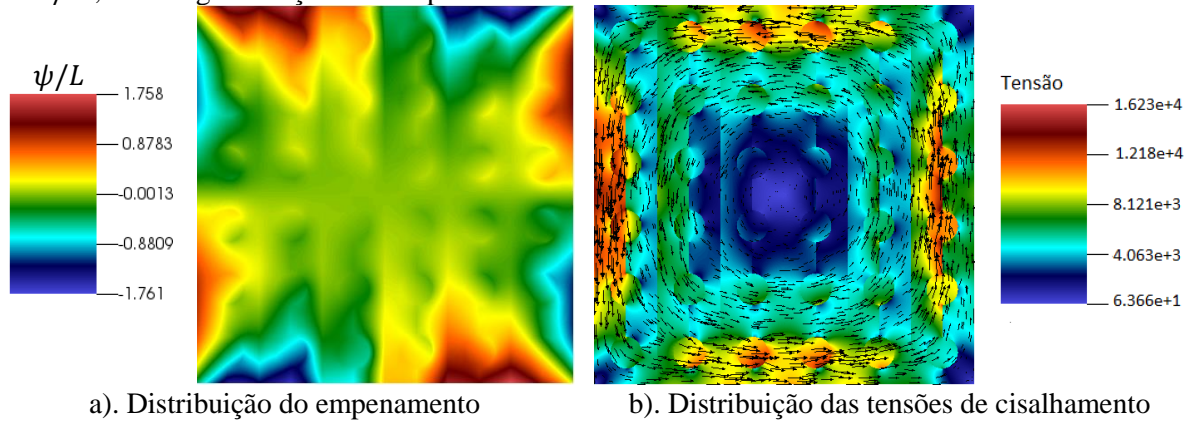 ψ/L
1.758
0.8783
-0.0013
-0.8809
-1.761
Tensão
1.623e+4
1.218e+4
8.121e+3
4.063e+3
6.366e+1
a). Distribuição do empenamento
b). Distribuição das tensões de cisalhamento